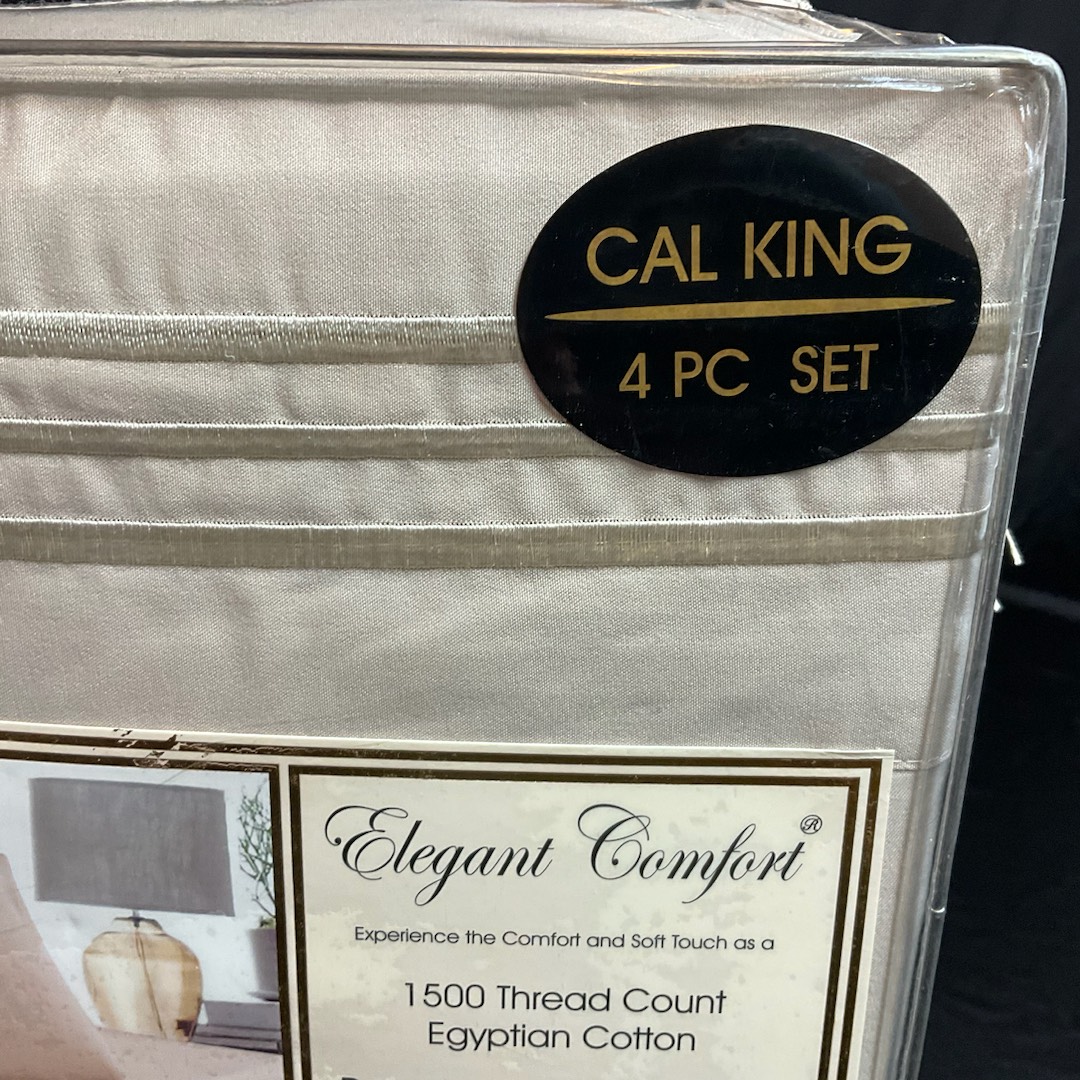 CAL KING
4 PC SET
Elegant Comfort®
Experience the Comfort and Soft Touch as a
1500 Thread Count
Egyptian Cotton